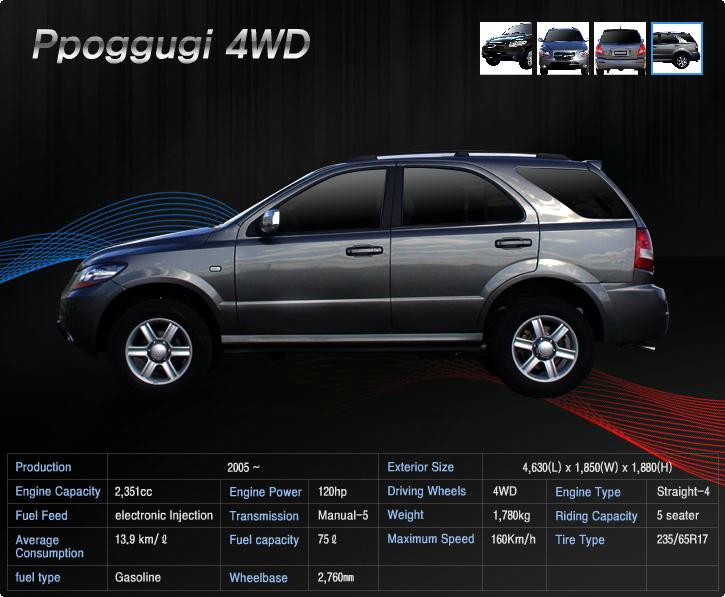 Ppoggugi 4WD
Production 2005 ~ Exterior Size 4,630(L) x 1,850(W) x 1,880(H)
Engine Capacity 2,351cc Engine Power 120hp Driving Wheels 4WD Engine Type Straight-4
Fuel Feed electronic Injection Transmission Manual-5 Weight 1,780kg Riding Capacity 5 seater
Average Consumption 13,9 km/ℓ Fuel capacity 75ℓ Maximum Speed 160Km/h Tire Type 235/65R17
fuel type Gasoline Wheelbase 2,760㎜